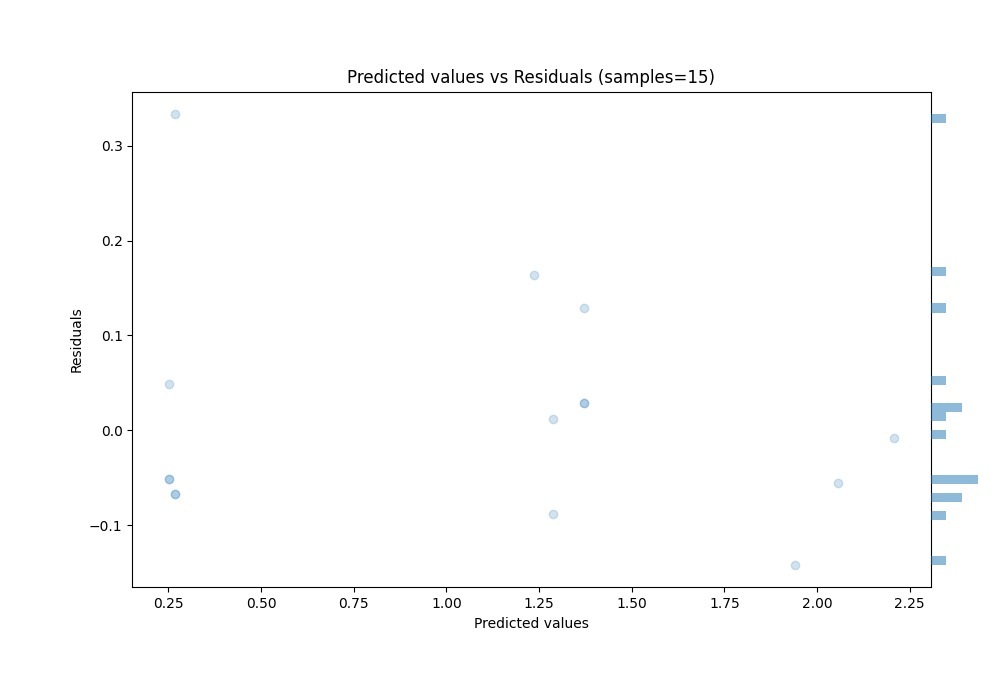 Predicted values vs Residuals (samples=15)
0.3
0.2
0.1
0.0
−0.1
Residuals
0.25 0.50 0.75 1.00 1.25 1.50 1.75 2.00 2.25
Predicted values